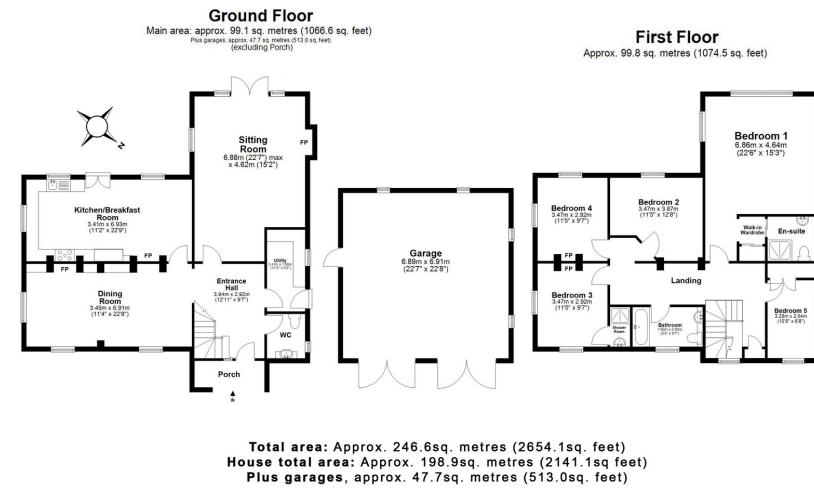 Ground Floor
Main area: approx. 99.1 sq. metres (1066.6 sq. feet)
Plus garages, approx. 47.7 sq. metres (513.0 sq. feet)
(excluding Porch)
First Floor
Approx. 99.8 sq. metres (1074.5 sq. feet)
N
Sitting
Room
6.88m (22'7") max
x 4.62m (15'2")
FP
Kitchen/Breakfast
Room
3.41m x 6.93m
(11'2" x 22'9")
FP
FP
Dining
Room
3.45m x 6.91m
(11'4" x 22'8")
Entrance
Hall
3.94m x 2.92m
(12'11" x 9'7")
Utility
WC
Porch
Garage
6.89m x 6.91m
(22'7" x 22'8")
Bedroom 1
6.86m x 4.64m
(22'6" x 15'3")
Bedroom 4
3.47m x 2.92m
(11'5" x 9'7")
FP
Bedroom 2
3.47m x 3.87m
(11'5" x 12'8")
Walk-in
Wardrobe
En-suite
FP
Bedroom 3
3.47m x 2.92m
(11'5" x 9'7")
Landing
Shower
Room
Bathroom
Bedroom 5
3.28m x 2.04m
(10'9" x 6'8")
Total area: Approx. 246.6sq. metres (2654.1sq. feet)
House total area: Approx. 198.9sq. metres (2141.1sq feet)
Plus garages, approx. 47.7sq. metres (513.0sq. feet)